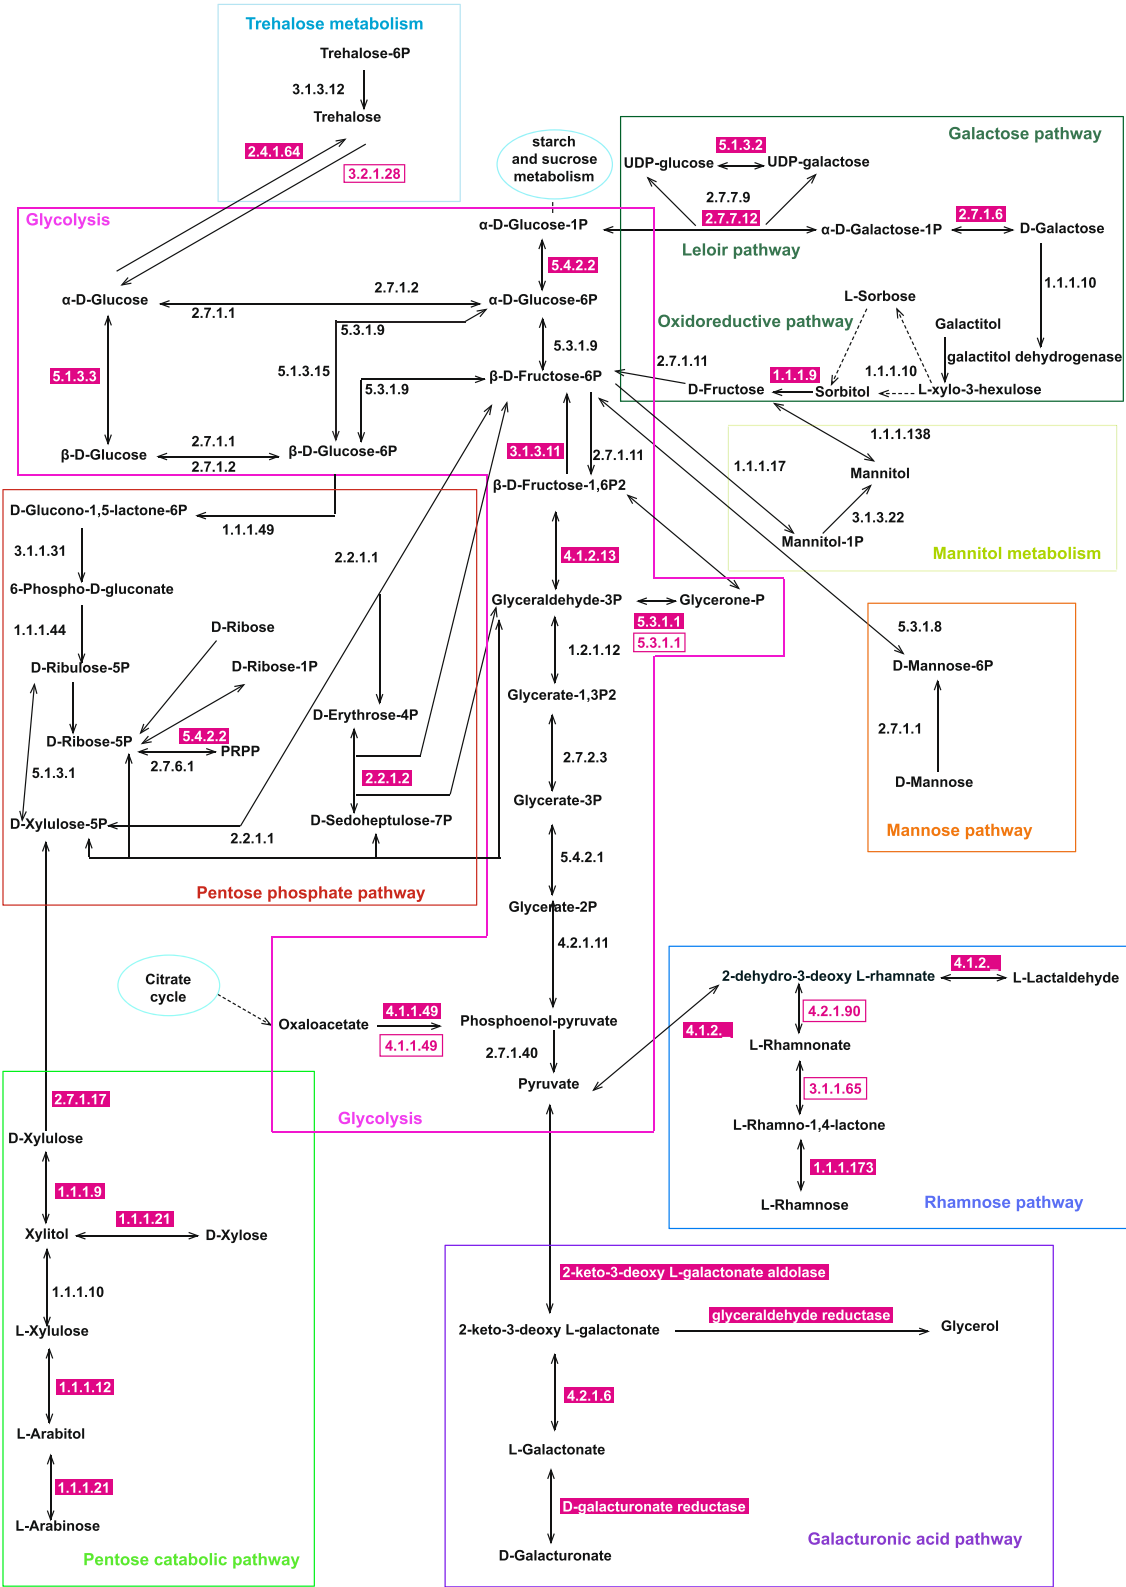 Trehalose metabolism
Trehalose-6P
3.1.3.12
Trehalose
2.4.1.64
3.2.1.28
starch
and sucrose
metabolism
Galactose pathway
5.1.3.2
UDP-glucose
UDP-galactose
2.7.7.9
2.7.7.12
2.7.1.6
α-D-Galactose-1P
D-Galactose
Leloir pathway
1.1.1.10
L-Sorbose
Oxidoreductive pathway
Galactitol
galactitol dehydrogenase
2.7.1.11
1.1.1.9
1.1.1.10
D-Fructose
Sorbitol
L-xylo-3-hexulose
Glycolysis
α-D-Glucose-1P
5.4.2.2
2.7.1.2
α-D-Glucose
α-D-Glucose-6P
2.7.1.1
5.3.1.9
5.3.1.9
5.1.3.3
5.1.3.15
5.3.1.9
β-D-Fructose-6P
2.7.1.1
β-D-Glucose
β-D-Glucose-6P
2.7.1.2
3.1.3.11
2.7.1.11
β-D-Fructose-1,6P2
1.1.1.138
1.1.1.17
Mannitol
3.1.3.22
Mannitol-1P
Mannitol metabolism
D-Glucono-1,5-lactone-6P
1.1.1.49
3.1.1.31
2.2.1.1
4.1.2.13
6-Phospho-D-gluconate
Glyceraldehyde-3P
Glycerone-P
5.3.1.1
5.3.1.1
1.1.1.44
D-Ribose
1.2.1.12
5.3.1.8
D-Ribulose-5P
D-Ribose-1P
D-Mannose-6P
Glycerate-1,3P2
D-Erythrose-4P
5.4.2.2
D-Ribose-5P
PRPP
2.7.6.1
2.7.1.1
2.7.2.3
5.1.3.1
2.2.1.2
D-Mannose
Glycerate-3P
D-Xylulose-5P
D-Sedoheptulose-7P
2.2.1.1
Mannose pathway
5.4.2.1
Pentose phosphate pathway
Glycerate-2P
4.2.1.11
Citrate
cycle
4.1.1.49
Oxaloacetate
Phosphoenol-pyruvate
4.1.1.49
2.7.1.40
Pyruvate
Glycolysis
4.1.2._
2-dehydro-3-deoxy L-rhamnate
L-Lactaldehyde
4.2.1.90
4.1.2._
L-Rhamnonate
3.1.1.65
L-Rhamno-1,4-lactone
1.1.1.173
L-Rhamnose
Rhamnose pathway
2.7.1.17
D-Xylulose
1.1.1.9
1.1.1.21
Xylitol
D-Xylose
1.1.1.10
L-Xylulose
1.1.1.12
L-Arabitol
1.1.1.21
L-Arabinose
Pentose catabolic pathway
2-keto-3-deoxy L-galactonate aldolase
glyceraldehyde reductase
2-keto-3-deoxy L-galactonate
Glycerol
4.2.1.6
L-Galactonate
D-galacturonate reductase
Galacturonic acid pathway
D-Galacturonate